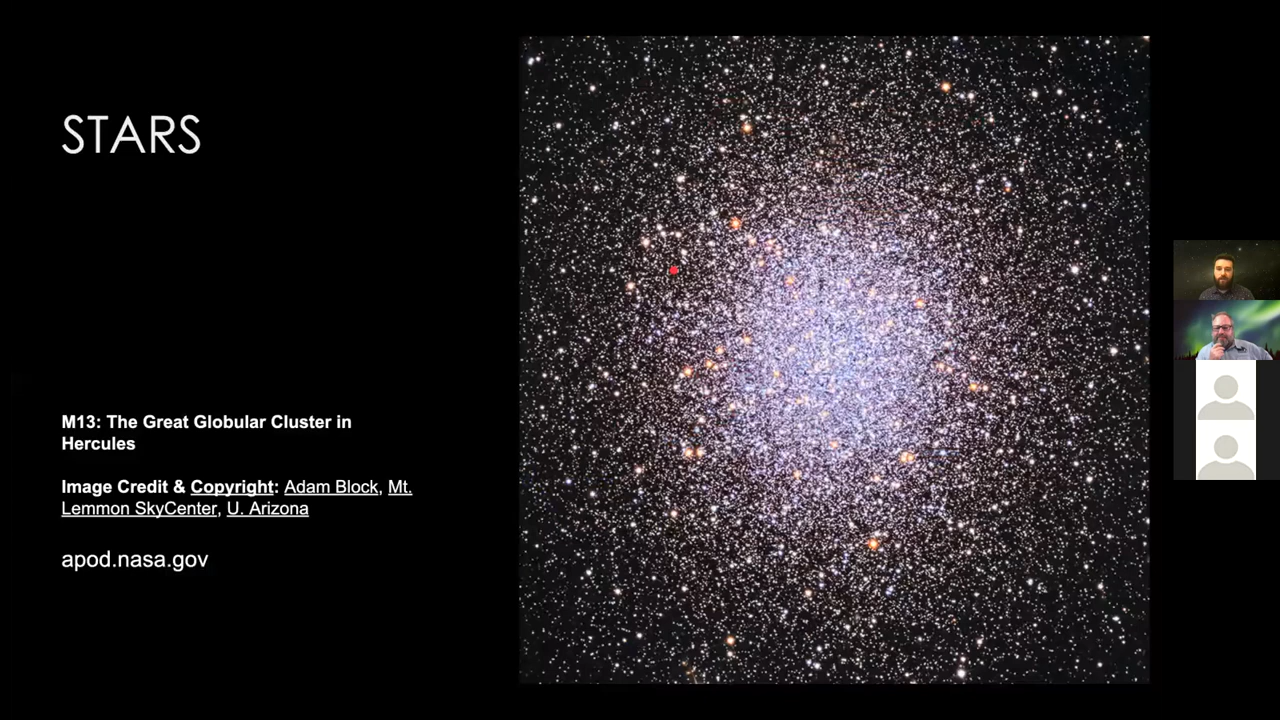 STARS
M13: The Great Globular Cluster in
Hercules
Image Credit & Copyright: Adam Block, Mt.
Lemmon SkyCenter, U. Arizona
apod.nasa.gov